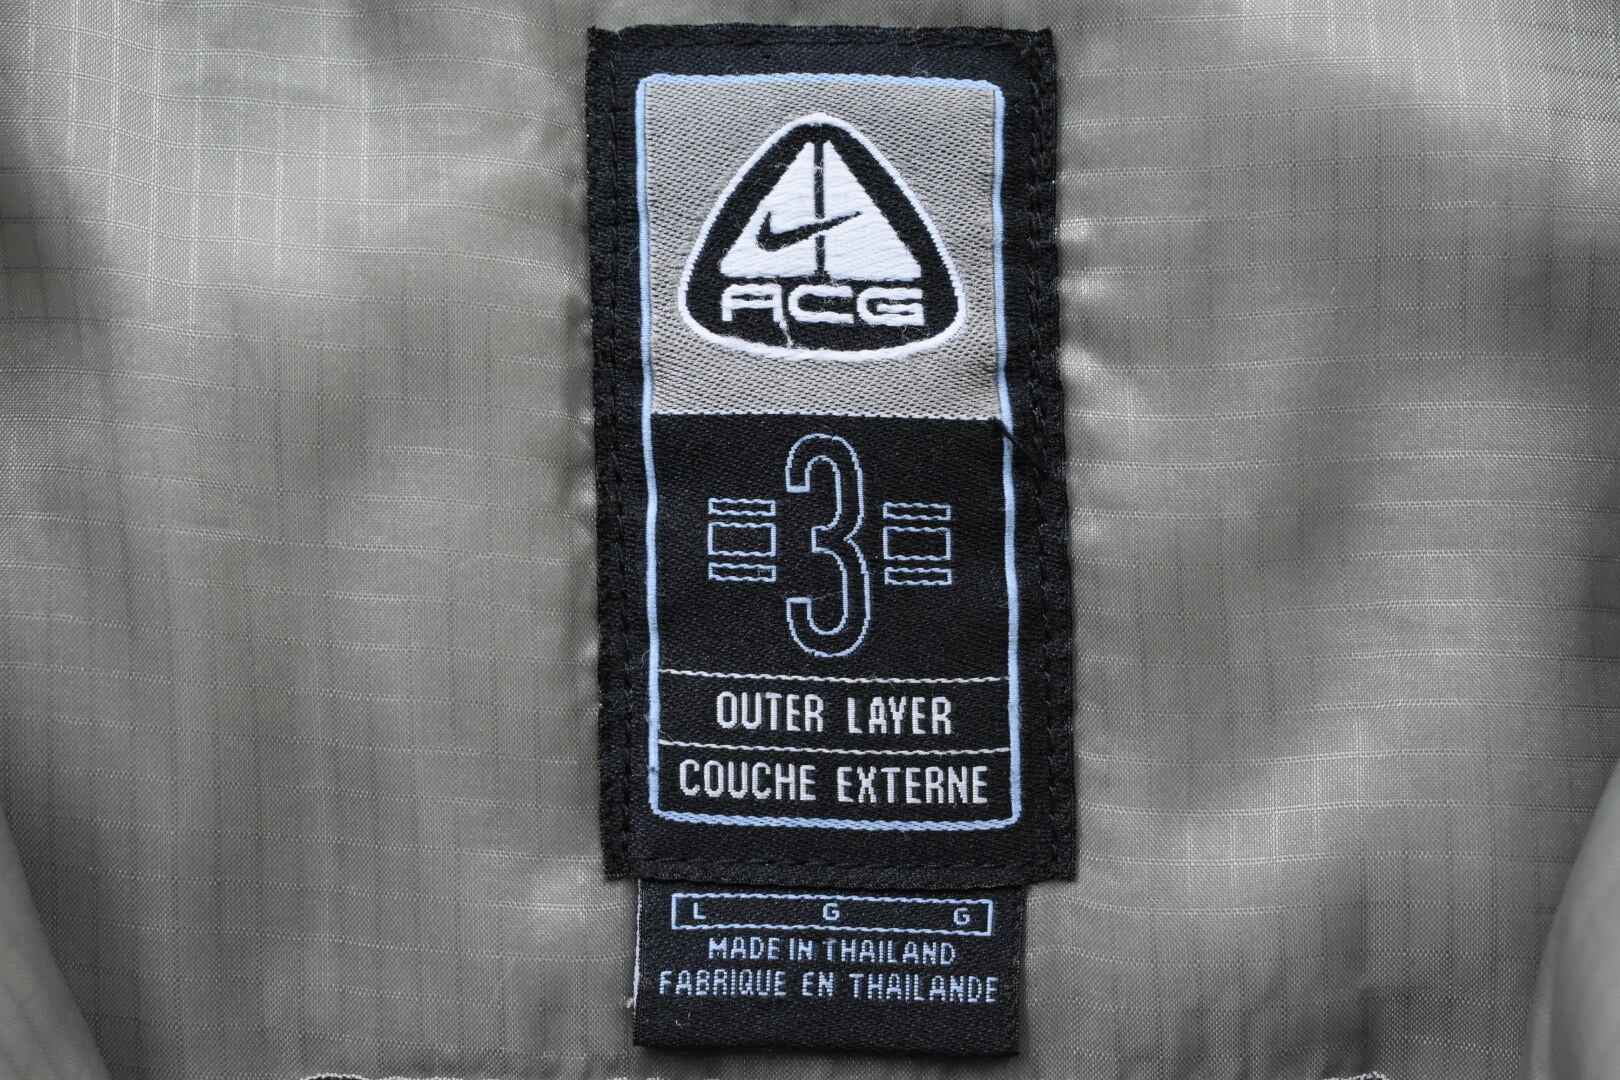 ACG
3
OUTER LAYER
COUCHE EXTERNE
L G G
MADE IN THAILAND
FABRIQUE EN THAILANDE